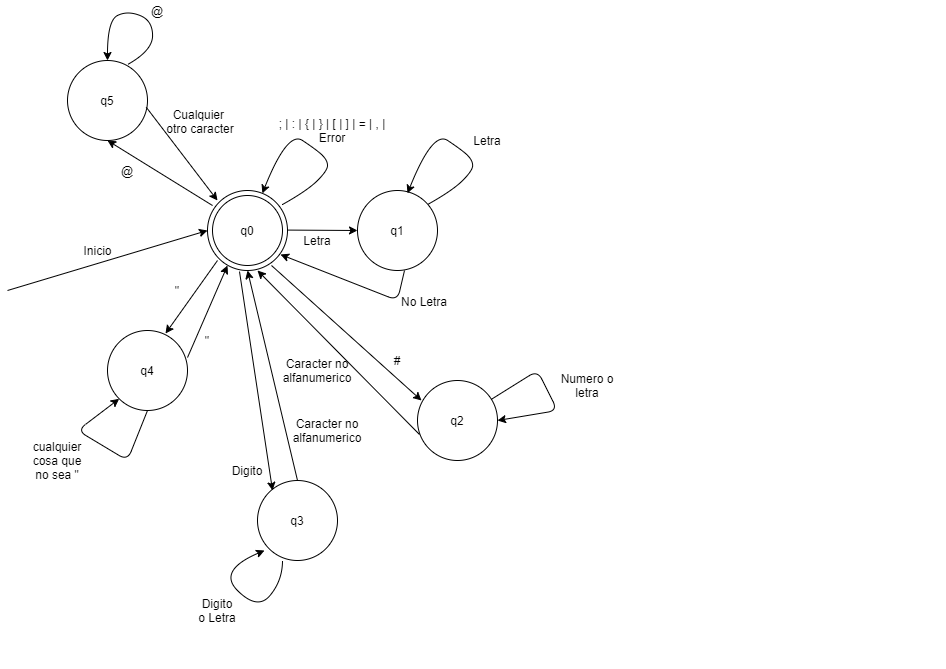 @
q5
Cualquier
otro caracter
; | : | { | } | [ | ] | = | , |
Error
Letra
@
q0
Letra
q1
Inicio
"
No Letra
"
q4
Caracter no
alfanumerico
#
Numero o
letra
q2
Caracter no
alfanumerico
cualquier
cosa que
no sea "
Digito
q3
Digito
o Letra